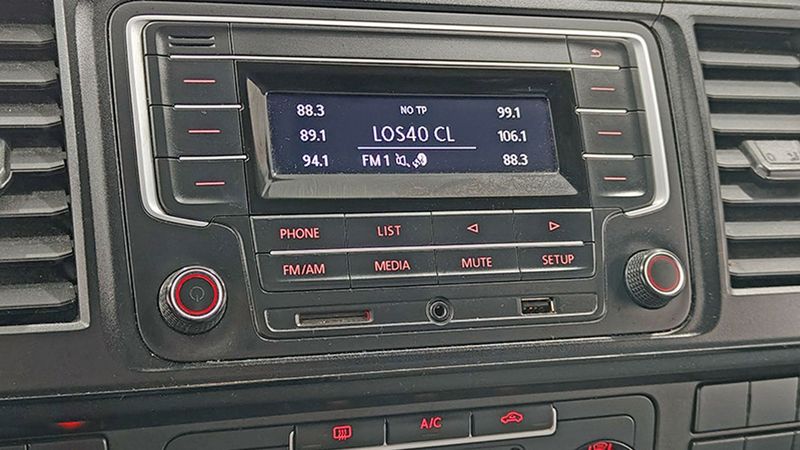 88.3 NO TP 99.1
89.1 LOS40 CL 106.1
94.1 FM 1 88.3
PHONE LIST
FM/AM MEDIA MUTE SETUP
A/C